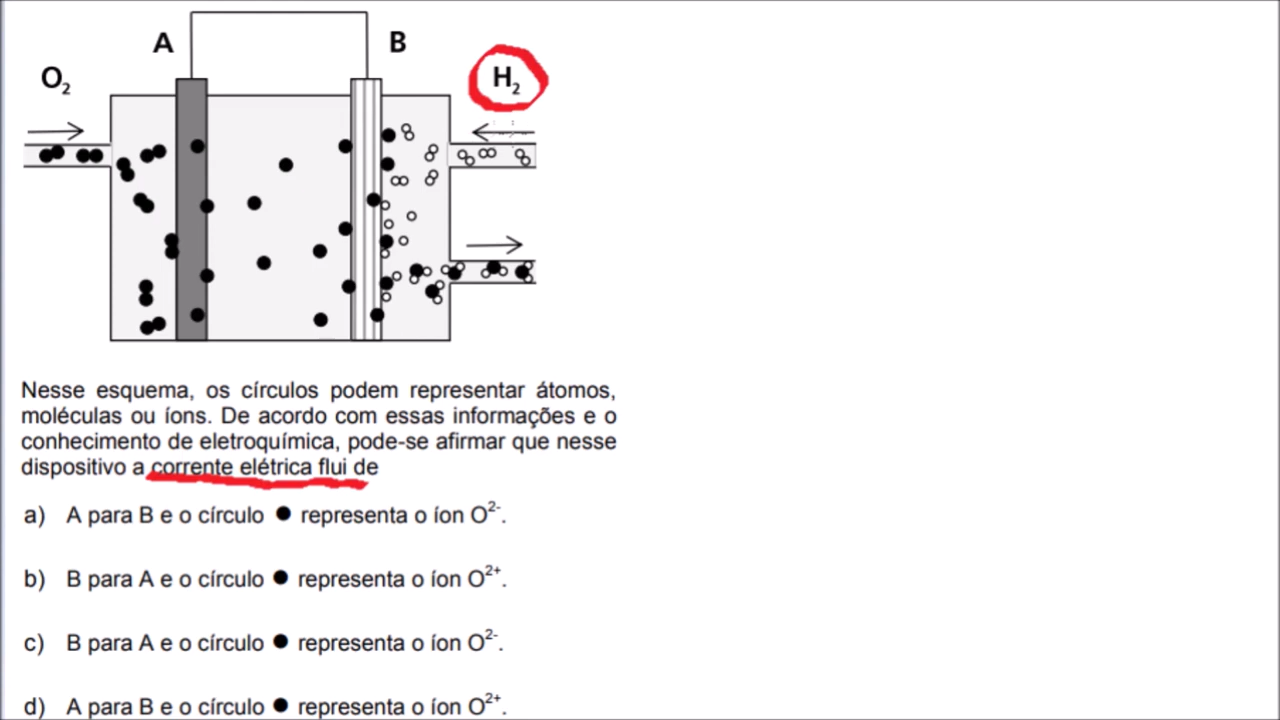 A
B
O₂
H₂
Nesse esquema, os círculos podem representar átomos,
moléculas ou íons. De acordo com essas informações e o
conhecimento de eletroquímica, pode-se afirmar que nesse
dispositivo a corrente elétrica flui de
a) A para B e o círculo ● representa o íon O²⁻.
b) B para A e o círculo ● representa o íon O²⁺.
c) B para A e o círculo ● representa o íon O²⁻.
d) A para B e o círculo ● representa o íon O²⁺.